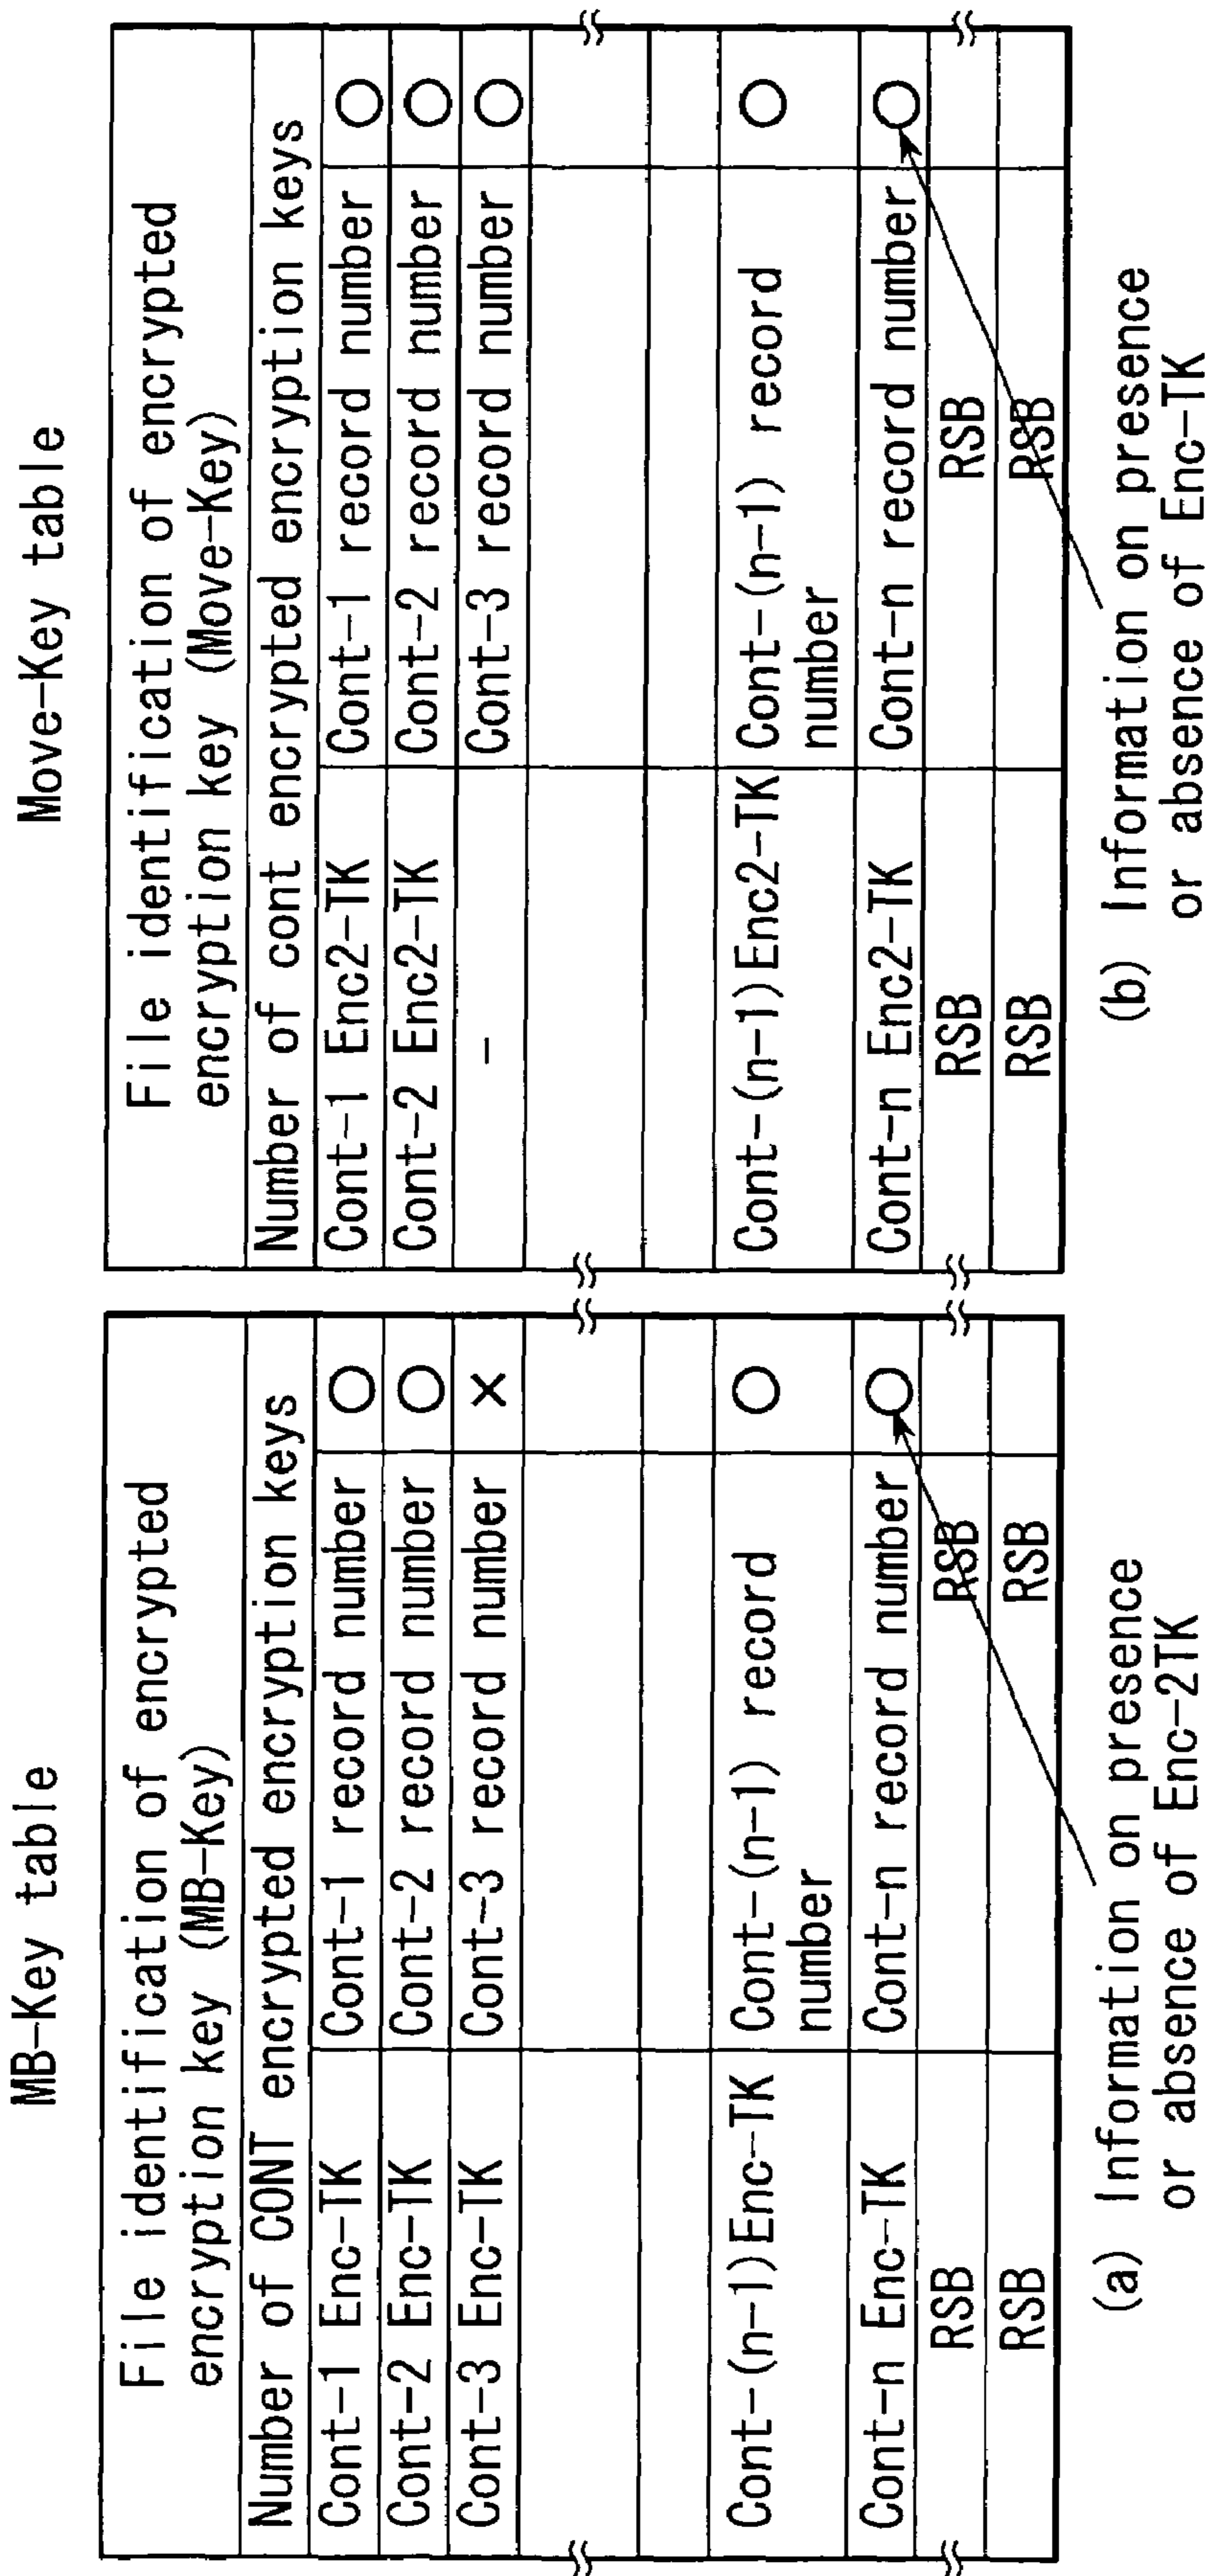 MB-Key table
File identification of encrypted
encryption key (MB-Key)
Number of CONT encrypted encryption keys
Cont-1 Enc-TK Cont-1 record number ○
Cont-2 Enc-TK Cont-2 record number ○
Cont-3 Enc-TK Cont-3 record number ×
Cont-(n-1)Enc-TK Cont-(n-1) record
number ○
Cont-n Enc-TK Cont-n record number ○
RSB RSB
RSB RSB
(a) Information on presence
or absence of Enc-2TK
Move-Key table
File identification of encrypted
encryption key (Move-Key)
Number of cont encrypted encryption keys
Cont-1 Enc2-TK Cont-1 record number ○
Cont-2 Enc2-TK Cont-2 record number ○
- Cont-3 record number ○
Cont-(n-1)Enc2-TK Cont-(n-1) record
number ○
Cont-n Enc2-TK Cont-n record number ○
RSB RSB
RSB RSB
(b) Information on presence
or absence of Enc-TK